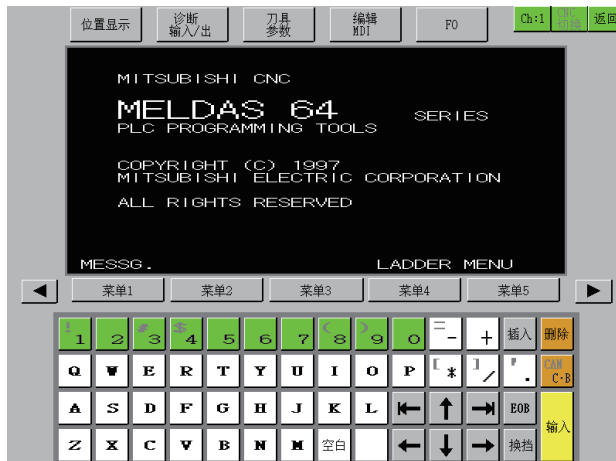 位置显示 诊断 刀具 编辑 F0 Ch:1 CNC 返回
输入/出 参数 MDI 切换
MITSUBISHI CNC
MELDAS 64 SERIES
PLC PROGRAMMING TOOLS
COPYRIGHT (C) 1997
MITSUBISHI ELECTRIC CORPORATION
ALL RIGHTS RESERVED
MESSG. LADDER MENU
◀ 菜单1 菜单2 菜单3 菜单4 菜单5 ▶
! 1 2 # 3 $ 4 5 6 7 ( 8 ) 9 0 = - + 插入 删除
Q W E R T Y U I O P [ * ] / ' . CAN C·B
A S D F G H J K L ⇤ ↑ ⇥ EOB 输入
Z X C V B N M 空白 ← ↓ → 换挡